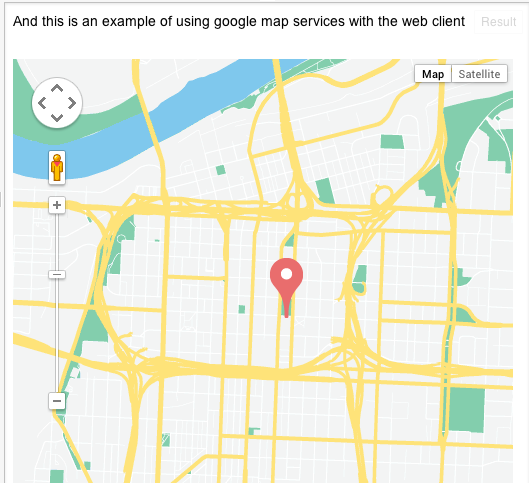 And this is an example of using google map services with the web client
Result
Map
Satellite